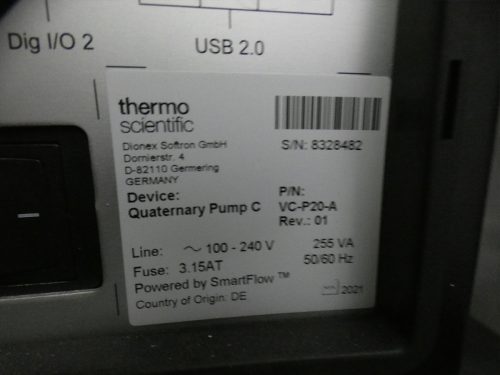 Dig I/O 2
USB 2.0
thermo
scientific
Dionex Softron GmbH
Dornierstr. 4
D-82110 Germering
GERMANY
S/N: 8328482
Device:
Quaternary Pump C
P/N:
VC-P20-A
Rev.: 01
Line: ~ 100 - 240 V 255 VA
Fuse: 3.15AT 50/60 Hz
Powered by SmartFlow ™
Country of Origin: DE
2021